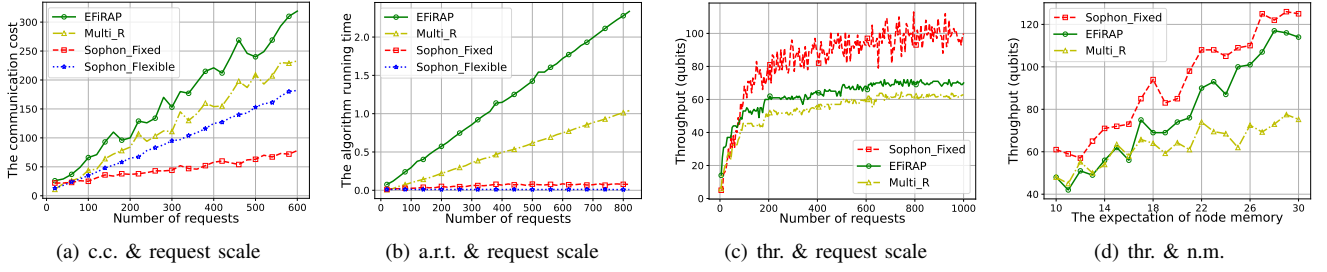 The communication cost
300
250
200
150
100
50
0
EFiRAP
Multi_R
Sophon_Fixed
Sophon_Flexible
0 100 200 300 400 500 600
Number of requests
(a) c.c. & request scale
The algorithm running time
2.0
1.5
1.0
0.5
0.0
EFiRAP
Multi_R
Sophon_Fixed
Sophon_Flexible
0 100 200 300 400 500 600 700 800
Number of requests
(b) a.r.t. & request scale
Throughput (qubits)
100
80
60
40
20
0
Sophon_Fixed
EFiRAP
Multi_R
0 200 400 600 800 1000
Number of requests
(c) thr. & request scale
Throughput (qubits)
120
100
80
60
40
Sophon_Fixed
EFiRAP
Multi_R
10 14 18 22 26 30
The expectation of node memory
(d) thr. & n.m.